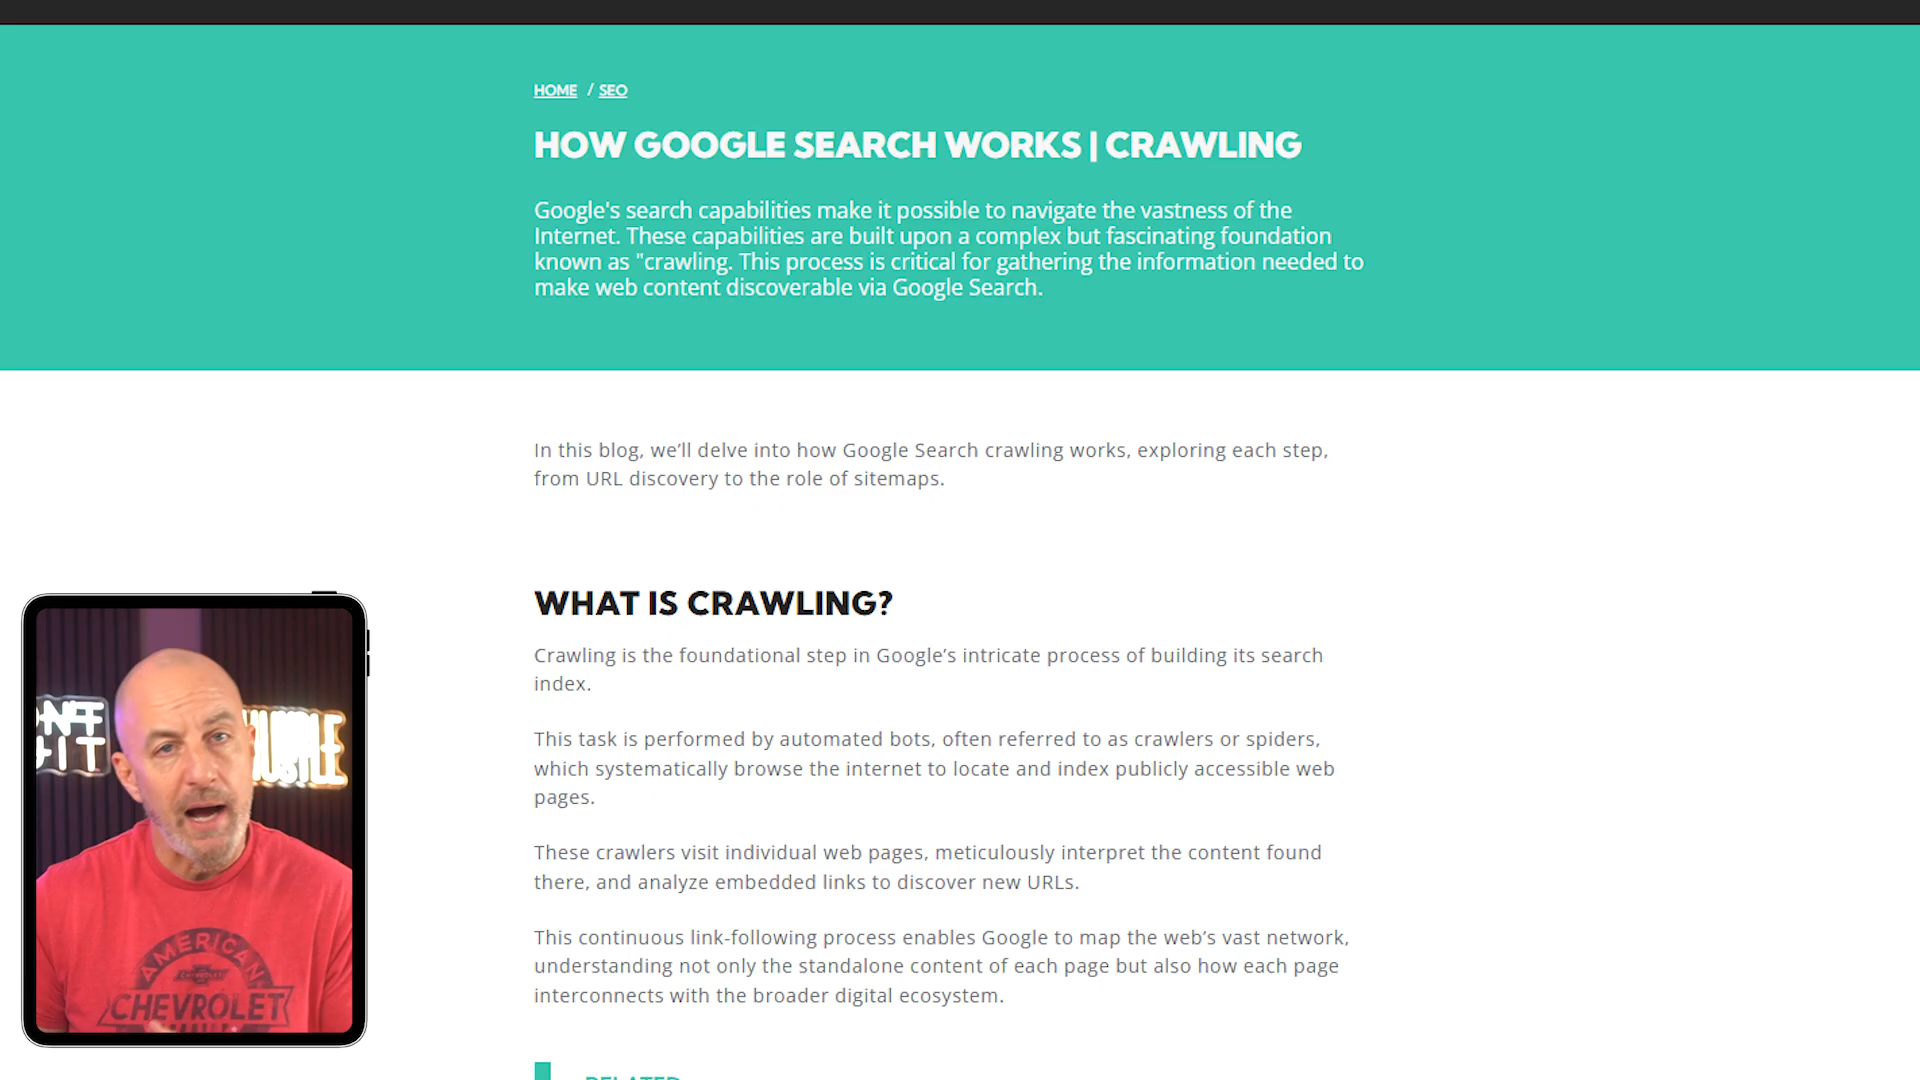 HOME / SEO
HOW GOOGLE SEARCH WORKS | CRAWLING
Google's search capabilities make it possible to navigate the vastness of the
Internet. These capabilities are built upon a complex but fascinating foundation
known as "crawling. This process is critical for gathering the information needed to
make web content discoverable via Google Search.
In this blog, we’ll delve into how Google Search crawling works, exploring each step,
from URL discovery to the role of sitemaps.
WHAT IS CRAWLING?
Crawling is the foundational step in Google’s intricate process of building its search
index.
This task is performed by automated bots, often referred to as crawlers or spiders,
which systematically browse the internet to locate and index publicly accessible web
pages.
These crawlers visit individual web pages, meticulously interpret the content found
there, and analyze embedded links to discover new URLs.
This continuous link-following process enables Google to map the web’s vast network,
understanding not only the standalone content of each page but also how each page
interconnects with the broader digital ecosystem.
RELATED
HUSTLE
AMERICAN
CHEVROLET
CHEVROLET